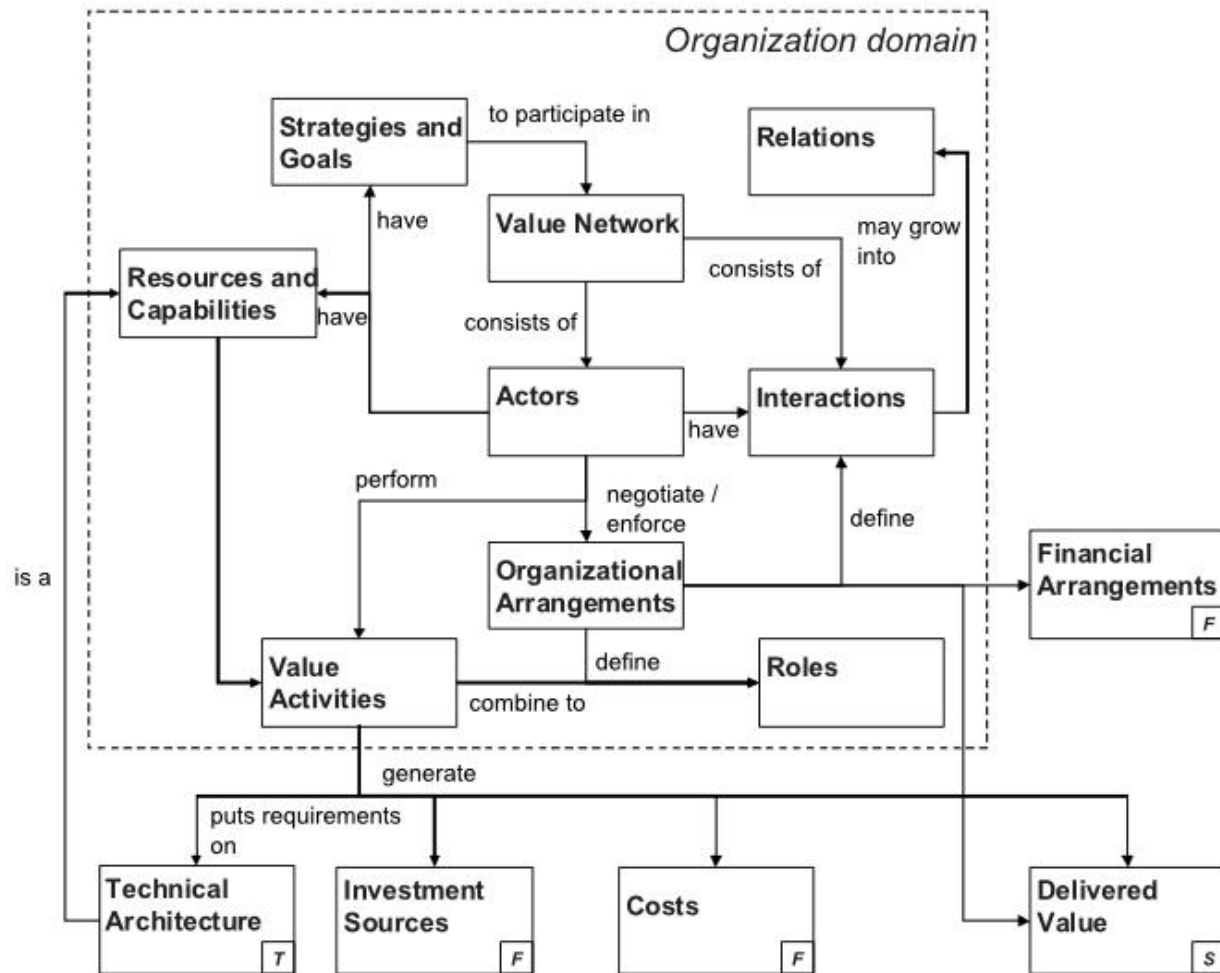 Organization domain
Strategies and
Goals
to participate in
Relations
have
Value Network
may grow
into
Resources and
Capabilities
have
consists of
consists of
Actors
have
Interactions
perform
negotiate /
enforce
define
is a
Organizational
Arrangements
Financial
Arrangements
F
Value
Activities
define
combine to
Roles
generate
puts requirements
on
Technical
Architecture
T
Investment
Sources
F
Costs
F
Delivered
Value
S